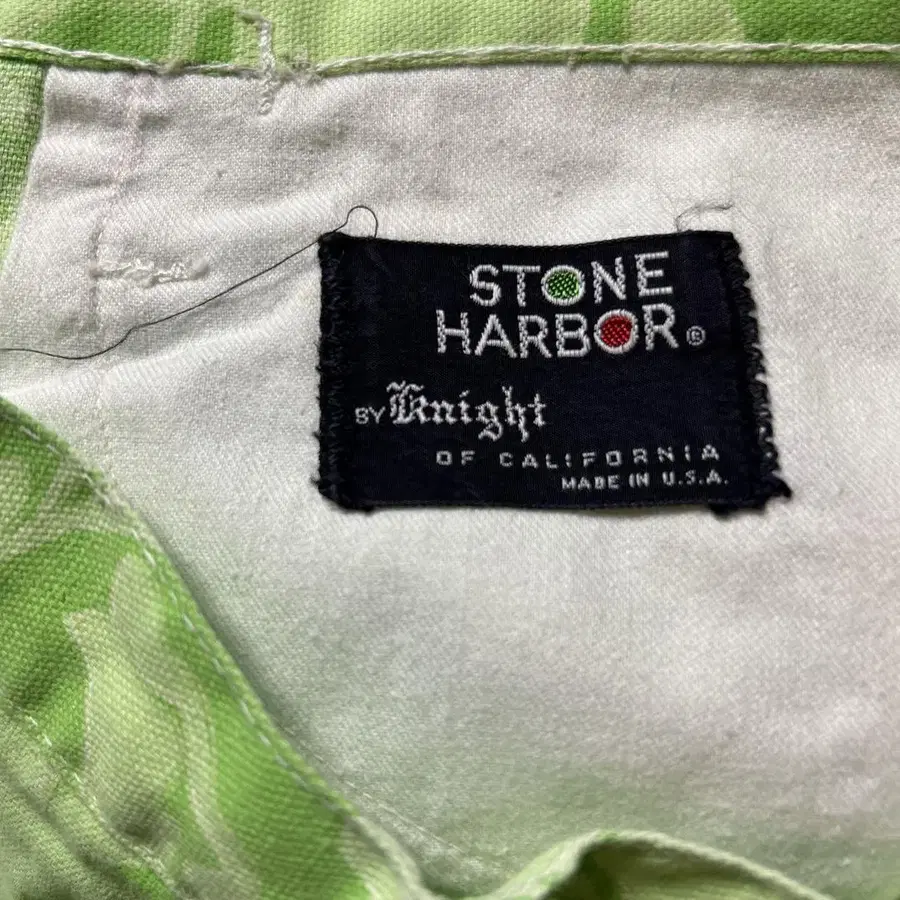 STONE
HARBOR®
BY Knight
OF CALIFORNIA
MADE IN U.S.A.